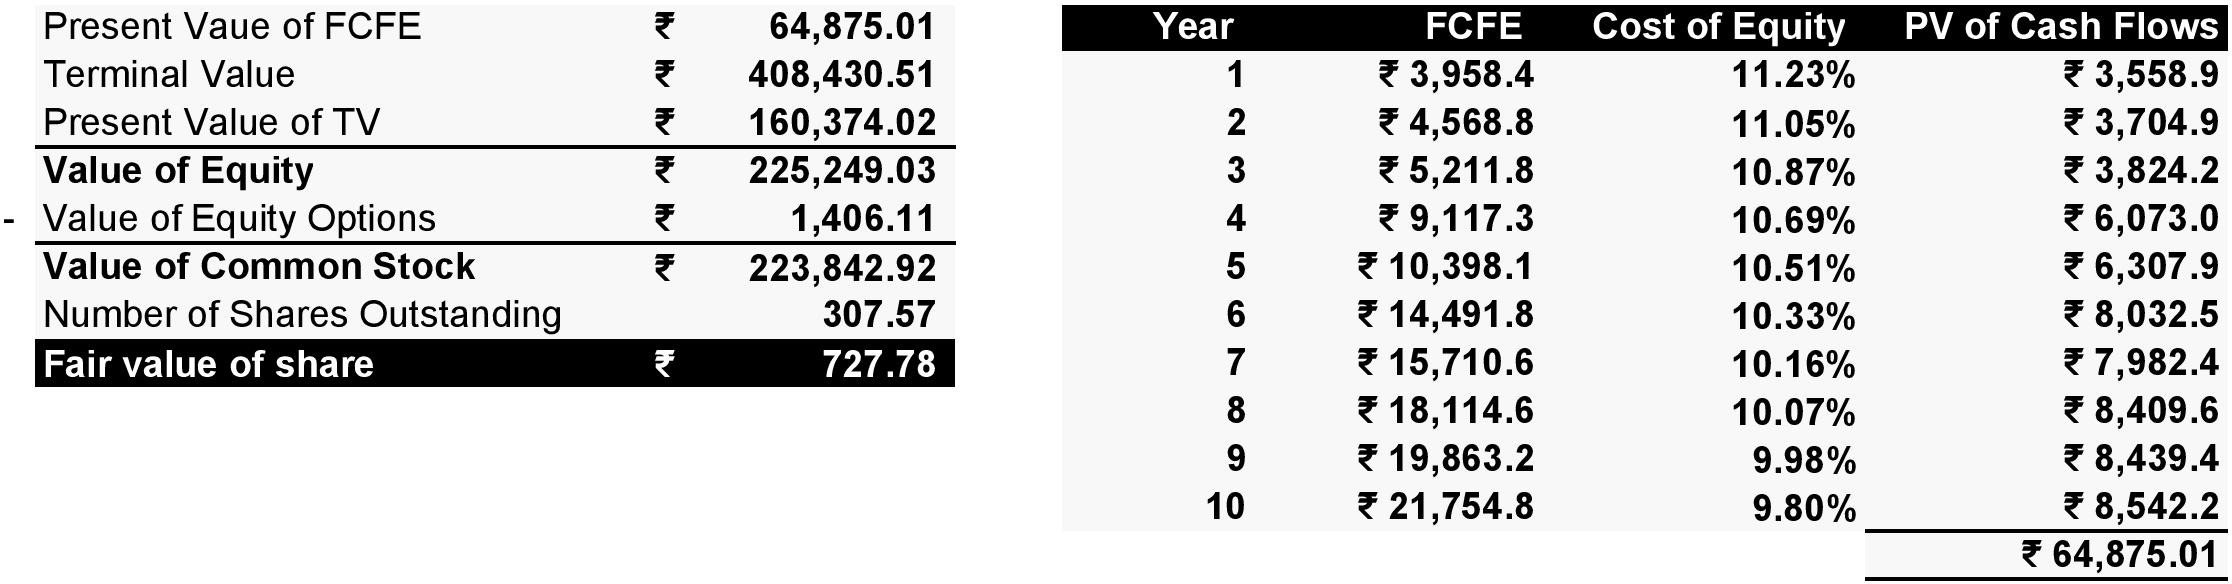 Present Vaue of FCFE ₹ 64,875.01
Terminal Value ₹ 408,430.51
Present Value of TV ₹ 160,374.02
Value of Equity ₹ 225,249.03
- Value of Equity Options ₹ 1,406.11
Value of Common Stock ₹ 223,842.92
Number of Shares Outstanding 307.57
Fair value of share ₹ 727.78
Year FCFE Cost of Equity PV of Cash Flows
1 ₹ 3,958.4 11.23% ₹ 3,558.9
2 ₹ 4,568.8 11.05% ₹ 3,704.9
3 ₹ 5,211.8 10.87% ₹ 3,824.2
4 ₹ 9,117.3 10.69% ₹ 6,073.0
5 ₹ 10,398.1 10.51% ₹ 6,307.9
6 ₹ 14,491.8 10.33% ₹ 8,032.5
7 ₹ 15,710.6 10.16% ₹ 7,982.4
8 ₹ 18,114.6 10.07% ₹ 8,409.6
9 ₹ 19,863.2 9.98% ₹ 8,439.4
10 ₹ 21,754.8 9.80% ₹ 8,542.2
₹ 64,875.01